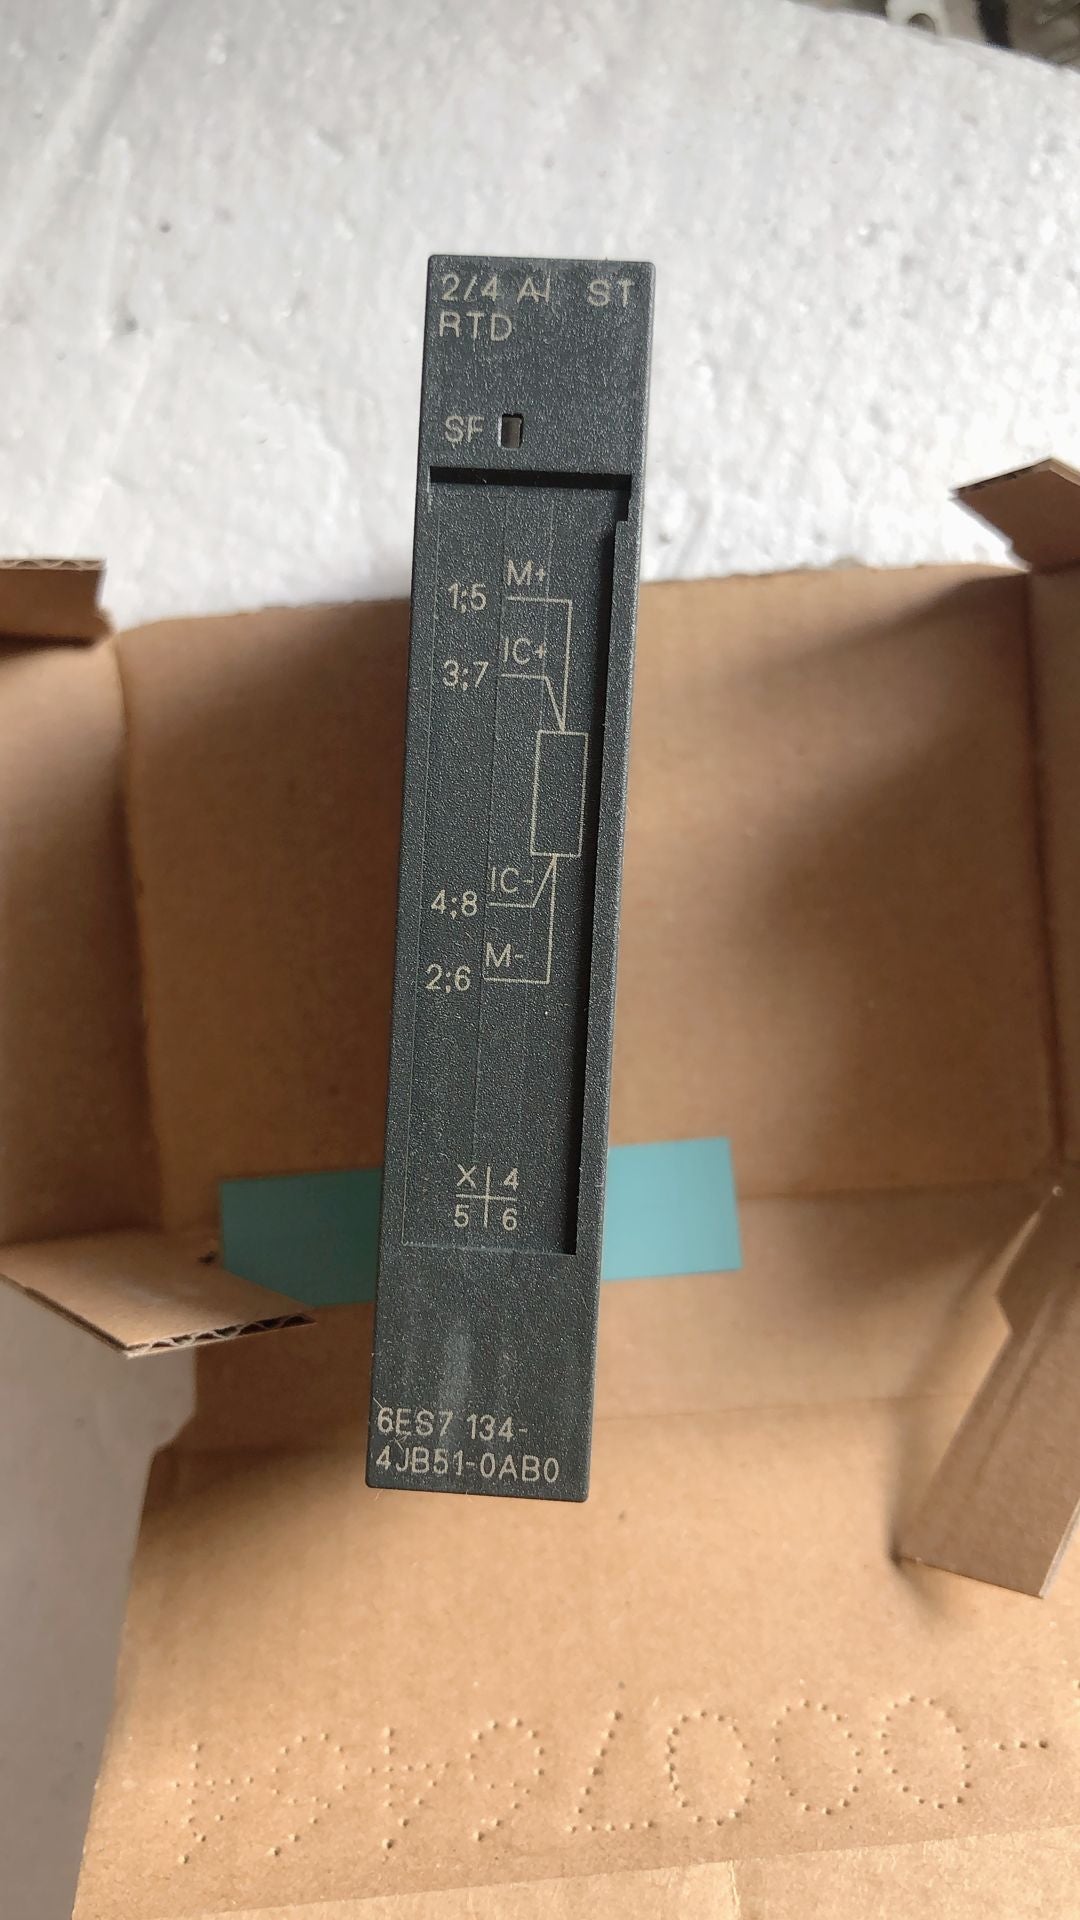 2/4 AI ST
RTD
SF
M+
1;5
IC+
3;7
IC-
4;8
M-
2;6
X 4
5 6
6ES7 134-
4JB51-0AB0